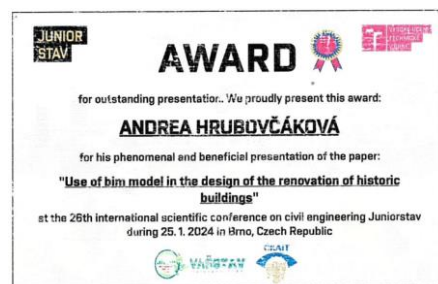 JUNIOR
STAV
AWARD
for outstanding presentation.. We proudly present this award:
ANDREA HRUBOVČÁKOVÁ
for his phenomenal and beneficial presentation of the paper:
"Use of bim model in the design of the renovation of historic
buildings"
at the 26th international scientific conference on civil engineering Juniorstav
during 25. 1. 2024 in Brno, Czech Republic